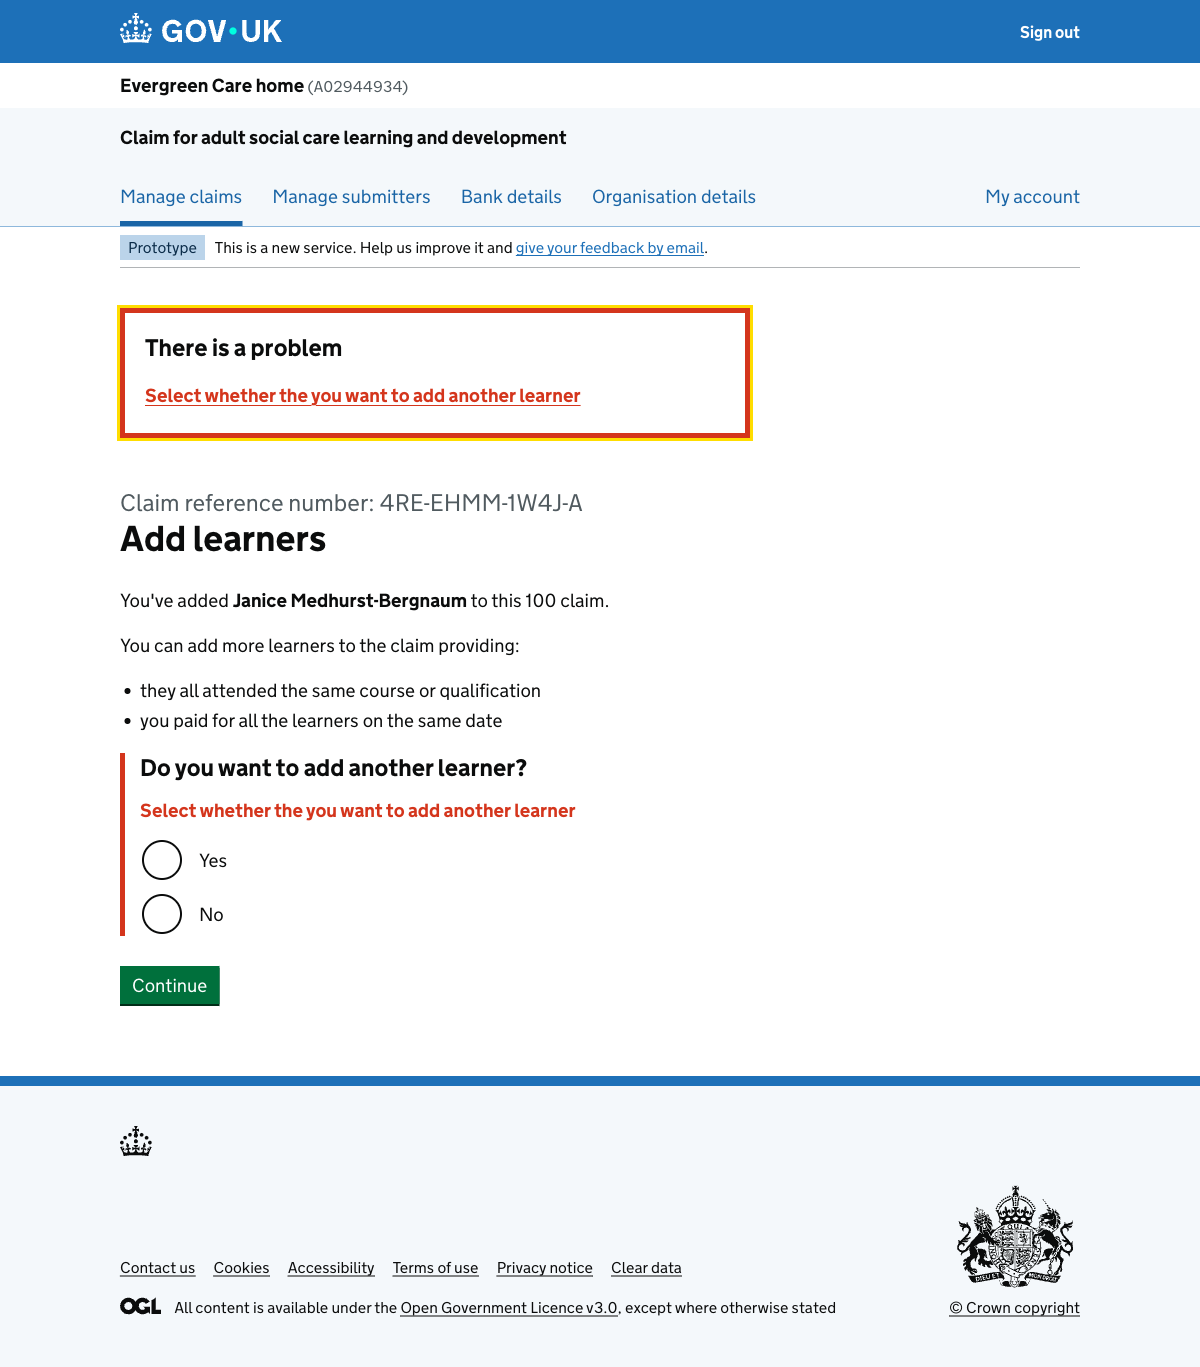 GOV·UK
Sign out
Evergreen Care home (A02944934)
Claim for adult social care learning and development
Manage claims Manage submitters Bank details Organisation details My account
Prototype This is a new service. Help us improve it and give your feedback by email.
There is a problem
Select whether the you want to add another learner
Claim reference number: 4RE-EHMM-1W4J-A
Add learners
You've added Janice Medhurst-Bergnaum to this 100 claim.
You can add more learners to the claim providing:
• they all attended the same course or qualification
• you paid for all the learners on the same date
Do you want to add another learner?
Select whether the you want to add another learner
Yes
No
Continue
Contact us Cookies Accessibility Terms of use Privacy notice Clear data
OGL All content is available under the Open Government Licence v3.0, except where otherwise stated
© Crown copyright